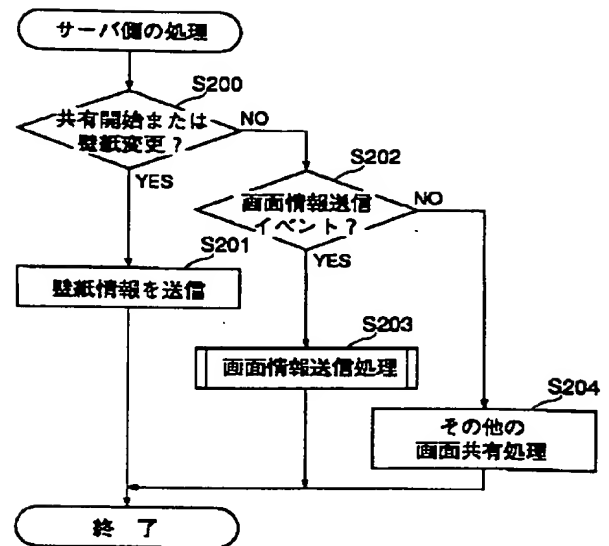 サーバ側の処理
S200
共有開始または
壁紙変更？
NO
YES
S202
画面情報送信
イベント？
NO
YES
S201
壁紙情報を送信
S203
画面情報送信処理
S204
その他の
画面共有処理
終 了